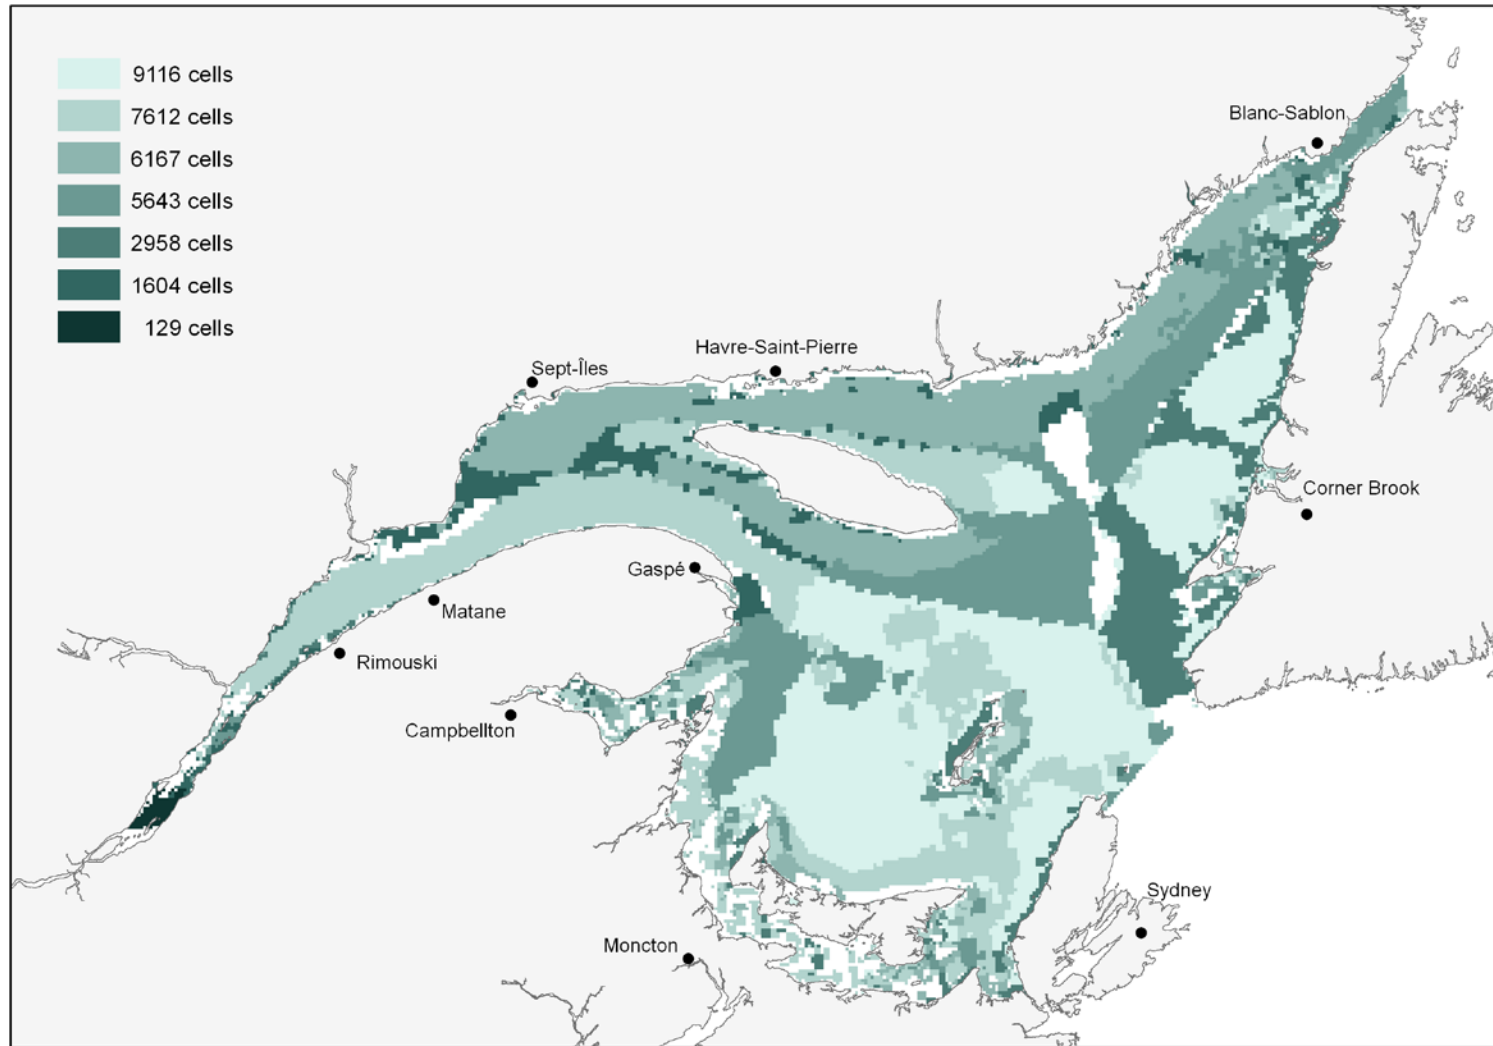 9116 cells
7612 cells
6167 cells
5643 cells
2958 cells
1604 cells
129 cells
Blanc-Sablon
Havre-Saint-Pierre
Sept-Îles
Corner Brook
Gaspé
Matane
Rimouski
Campbellton
Sydney
Moncton